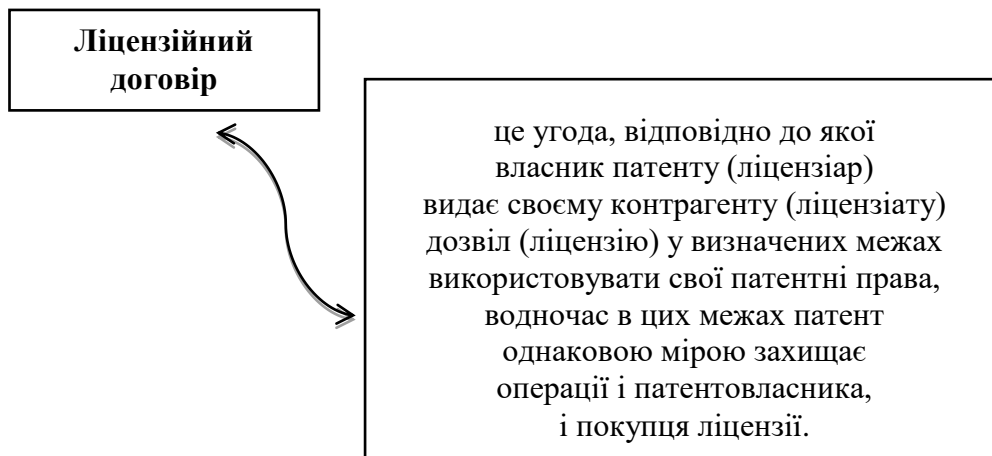 Ліцензійний
договір
це угода, відповідно до якої
власник патенту (ліцензіар)
видає своєму контрагенту (ліцензіату)
дозвіл (ліцензію) у визначених межах
використовувати свої патентні права,
водночас в цих межах патент
однаковою мірою захищає
операції і патентовласника,
і покупця ліцензії.